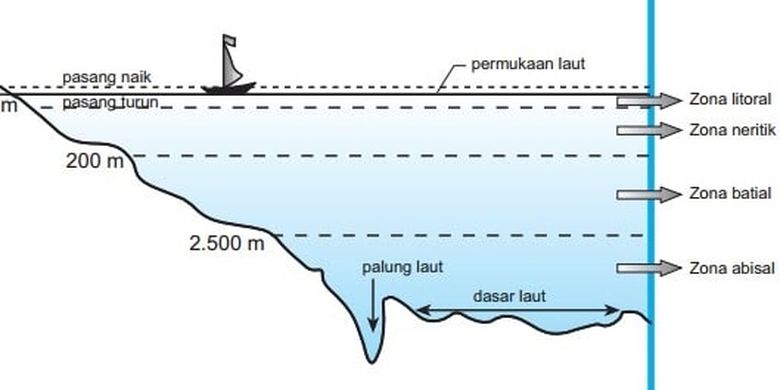 permukaan laut
pasang naik
m
pasang turun
Zona litoral
Zona neritik
200 m
Zona batial
2.500 m
palung laut
Zona abisal
dasar laut